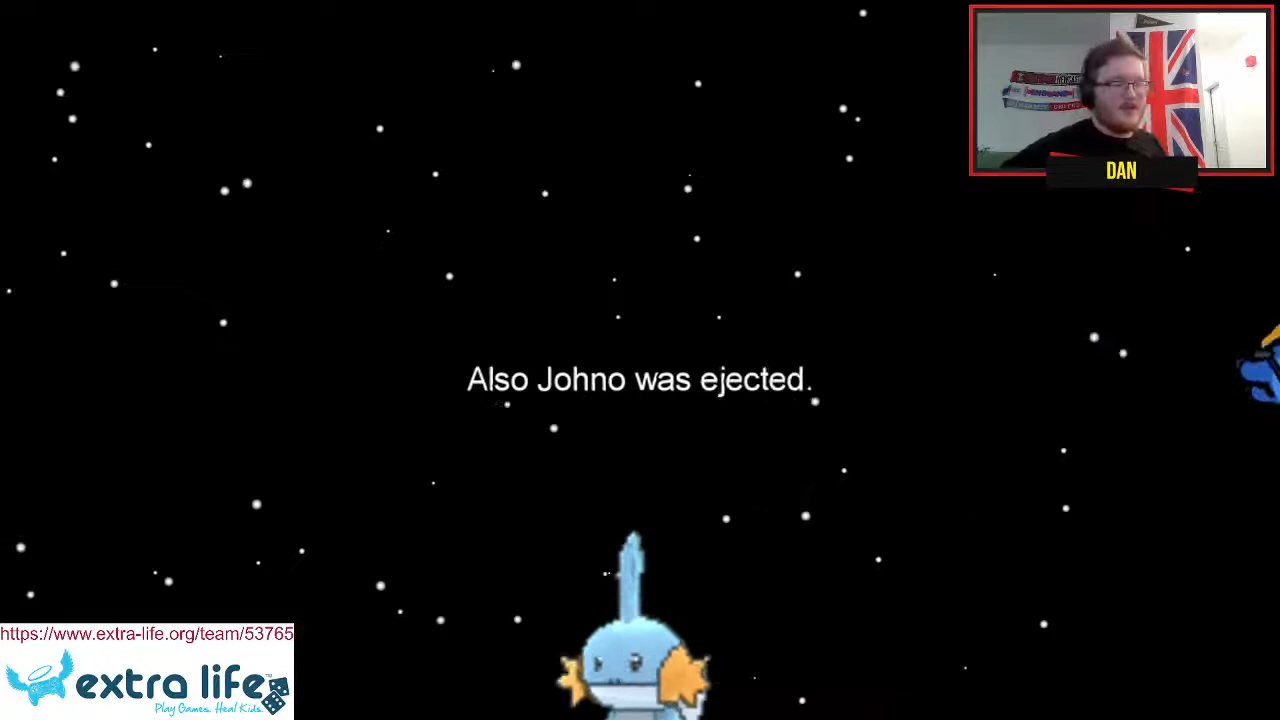 DAN
Also Johno was ejected.
https://www.extra-life.org/team/53765
extra life
Play Games. Heal Kids.